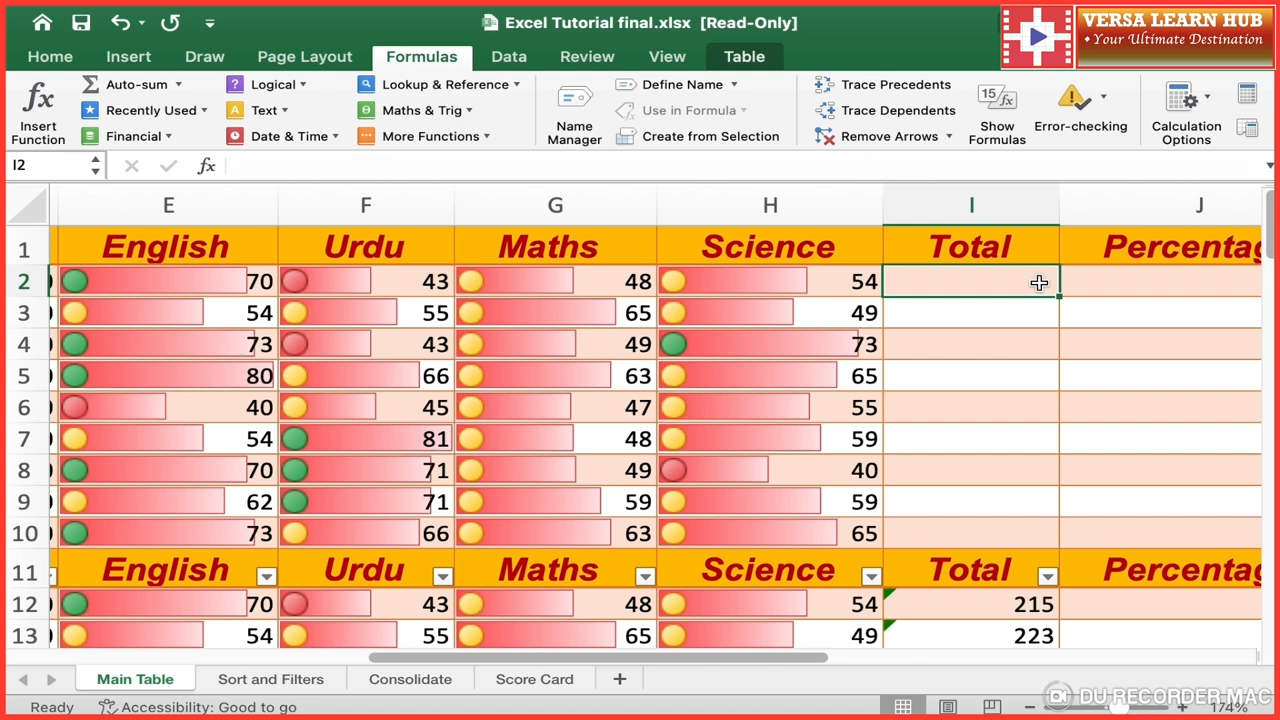 Excel Tutorial final.xlsx [Read-Only]
VERSA LEARN HUB
• Your Ultimate Destination
Home Insert Draw Page Layout Formulas Data Review View Table
fx Insert Function
Auto-sum
Recently Used
Financial
? Logical
A Text
Date & Time
Lookup & Reference
θ Maths & Trig
More Functions
Name Manager
Define Name
Use in Formula
Create from Selection
Trace Precedents
Trace Dependents
Remove Arrows
15 fx Show Formulas
Error-checking
Calculation Options
I2 fx
E F G H I J
1 English Urdu Maths Science Total Percentag
2 70 43 48 54
3 54 55 65 49
4 73 43 49 73
5 80 66 63 65
6 40 45 47 55
7 54 81 48 59
8 70 71 49 40
9 62 71 59 59
10 73 66 63 65
11 English Urdu Maths Science Total Percentag
12 70 43 48 54 215
13 54 55 65 49 223
Main Table Sort and Filters Consolidate Score Card +
Ready Accessibility: Good to go 174%
DU RECORDER MAC